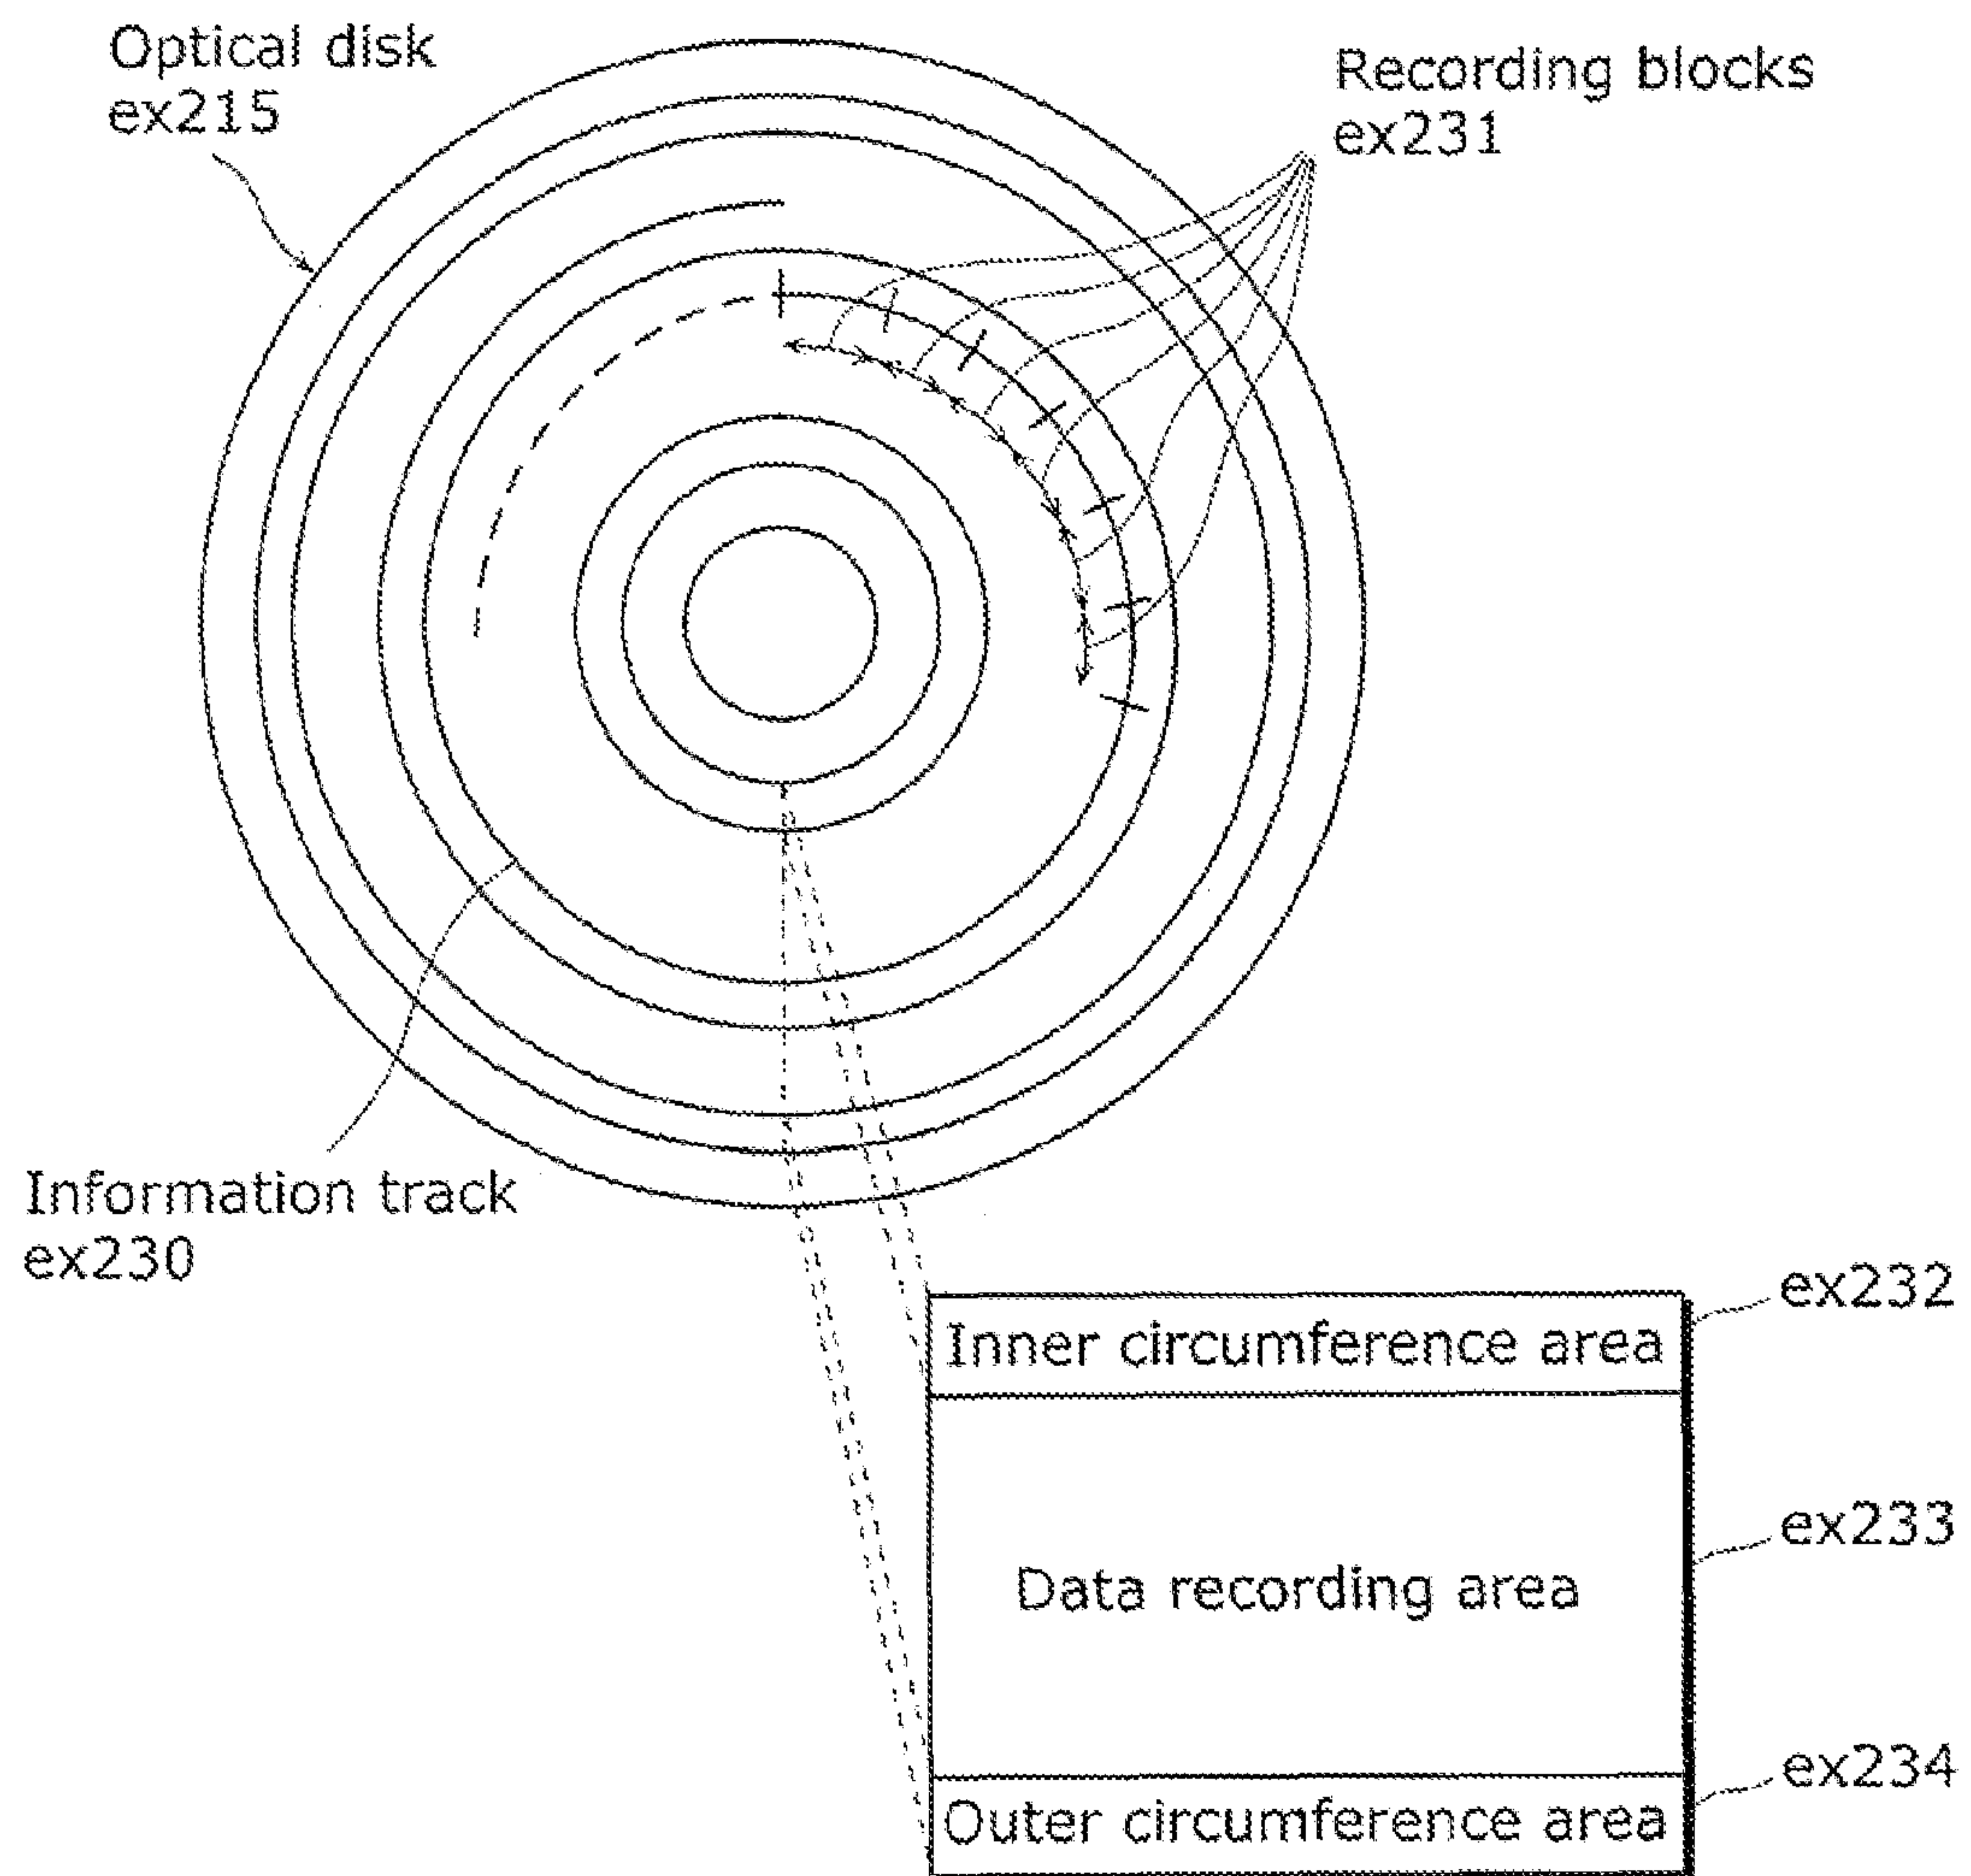 Optical disk
ex215
Recording blocks
ex231
Information track
ex230
ex232
Inner circumference area
ex233
Data recording area
ex234
Outer circumference area